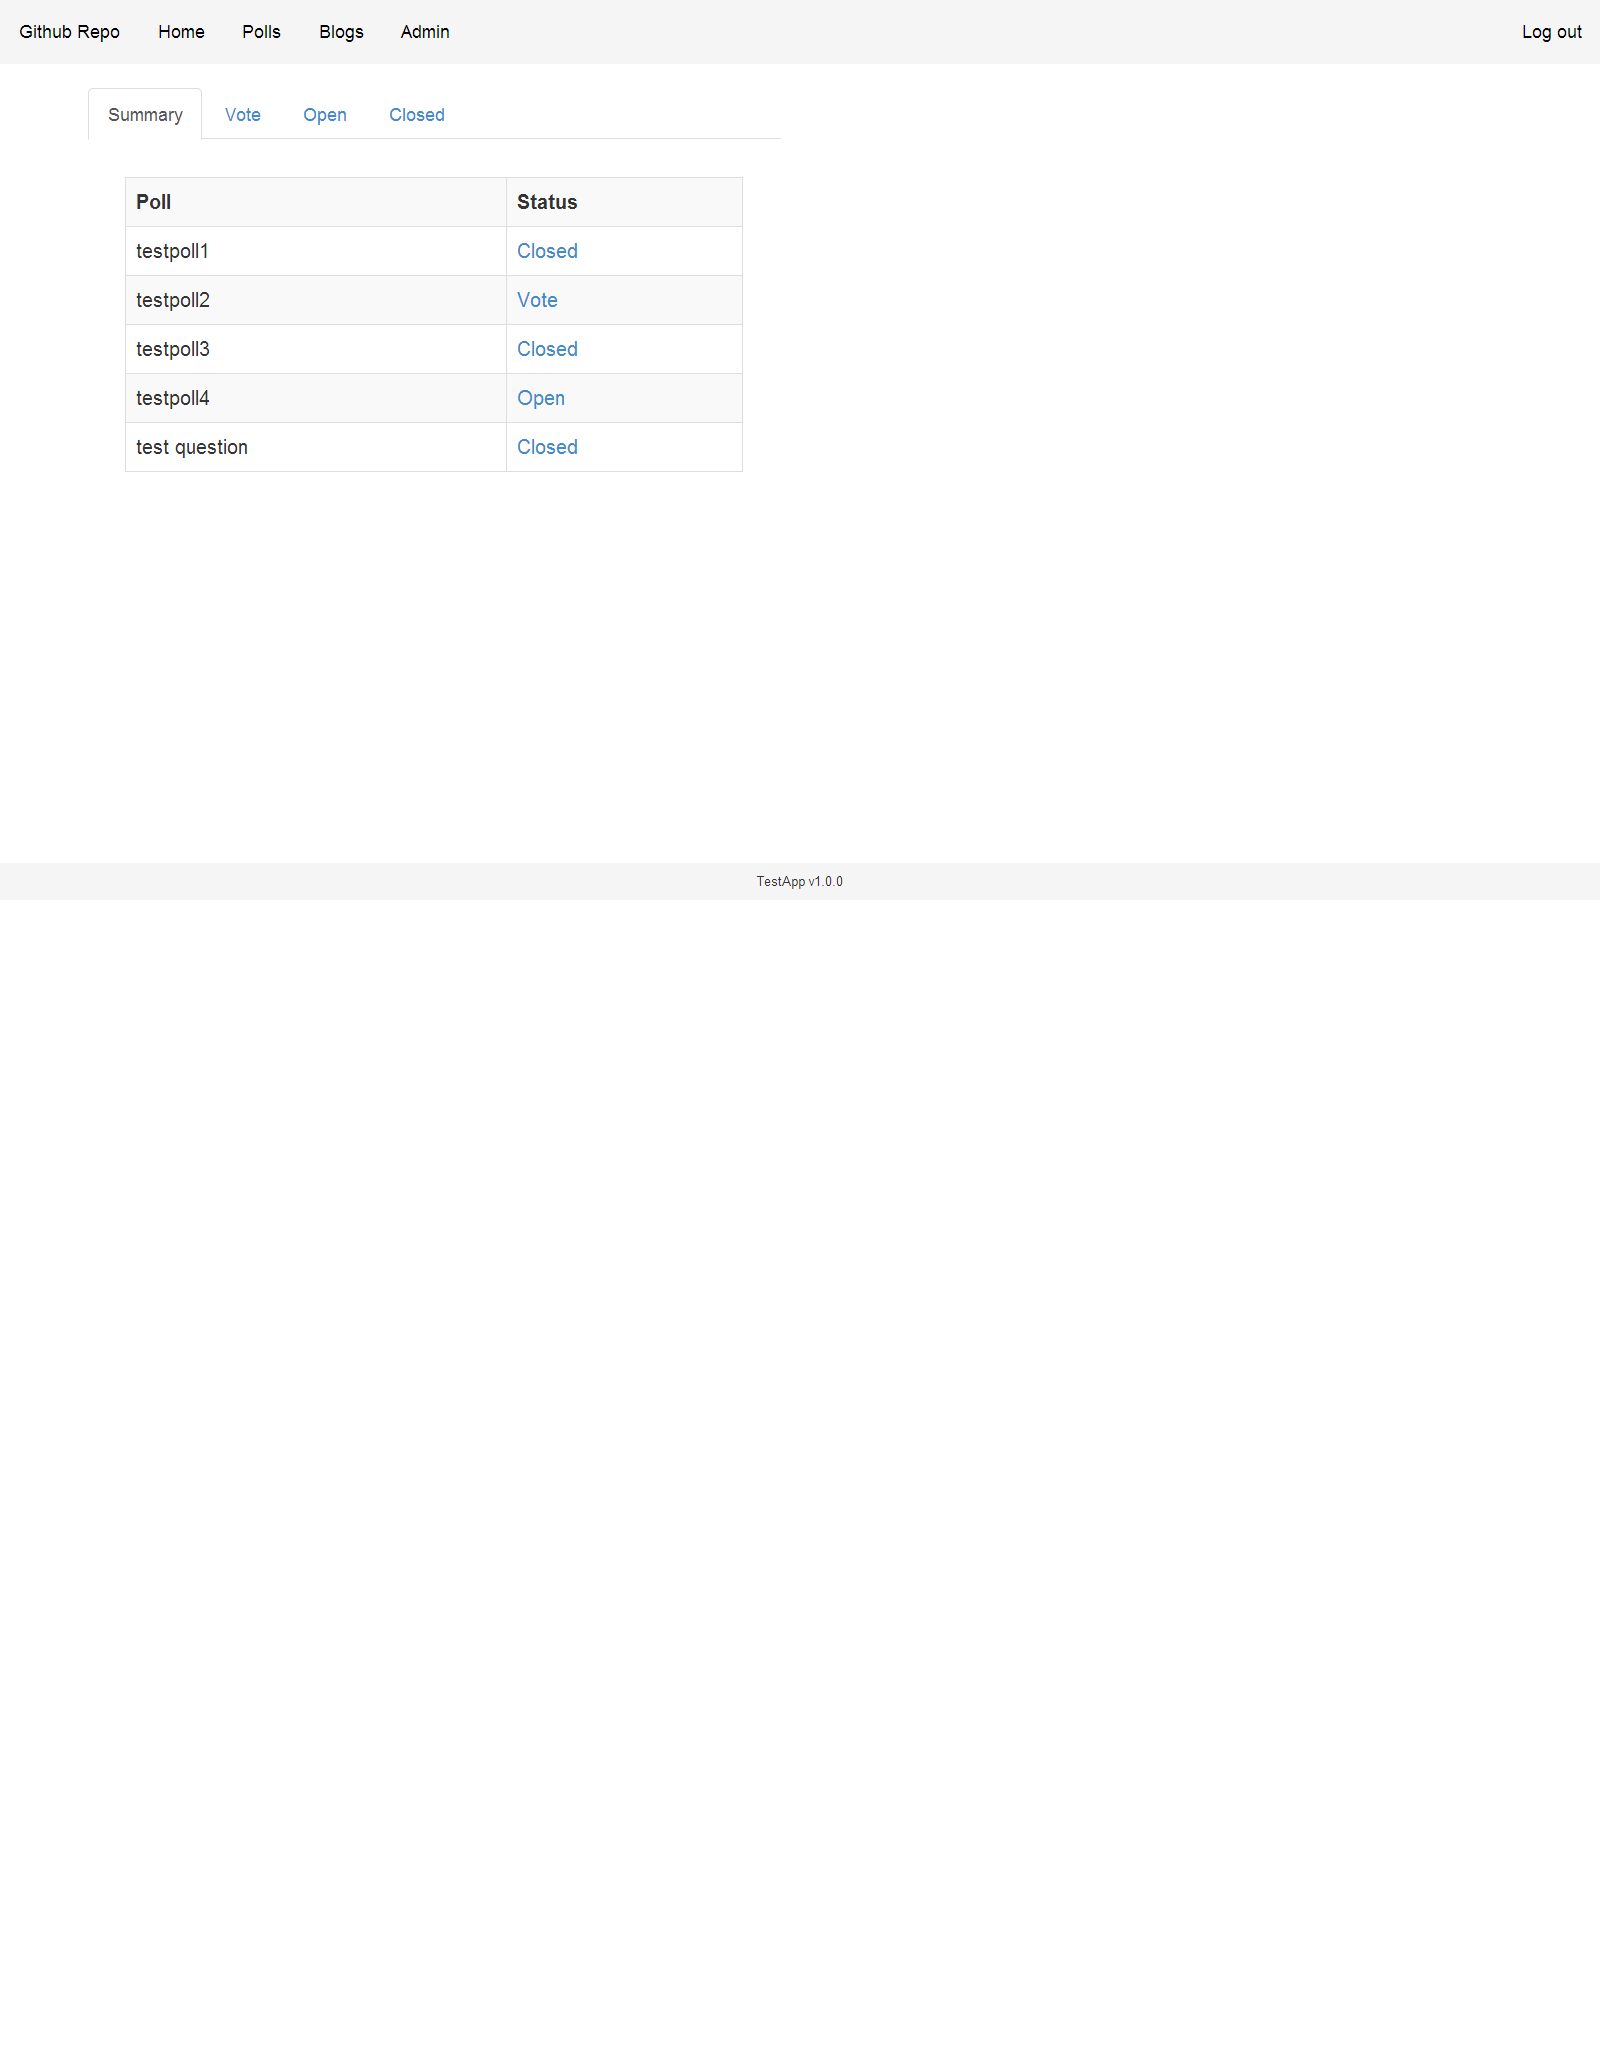 Github Repo Home Polls Blogs Admin Log out
Summary Vote Open Closed
Poll Status
testpoll1 Closed
testpoll2 Vote
testpoll3 Closed
testpoll4 Open
test question Closed
TestApp v1.0.0